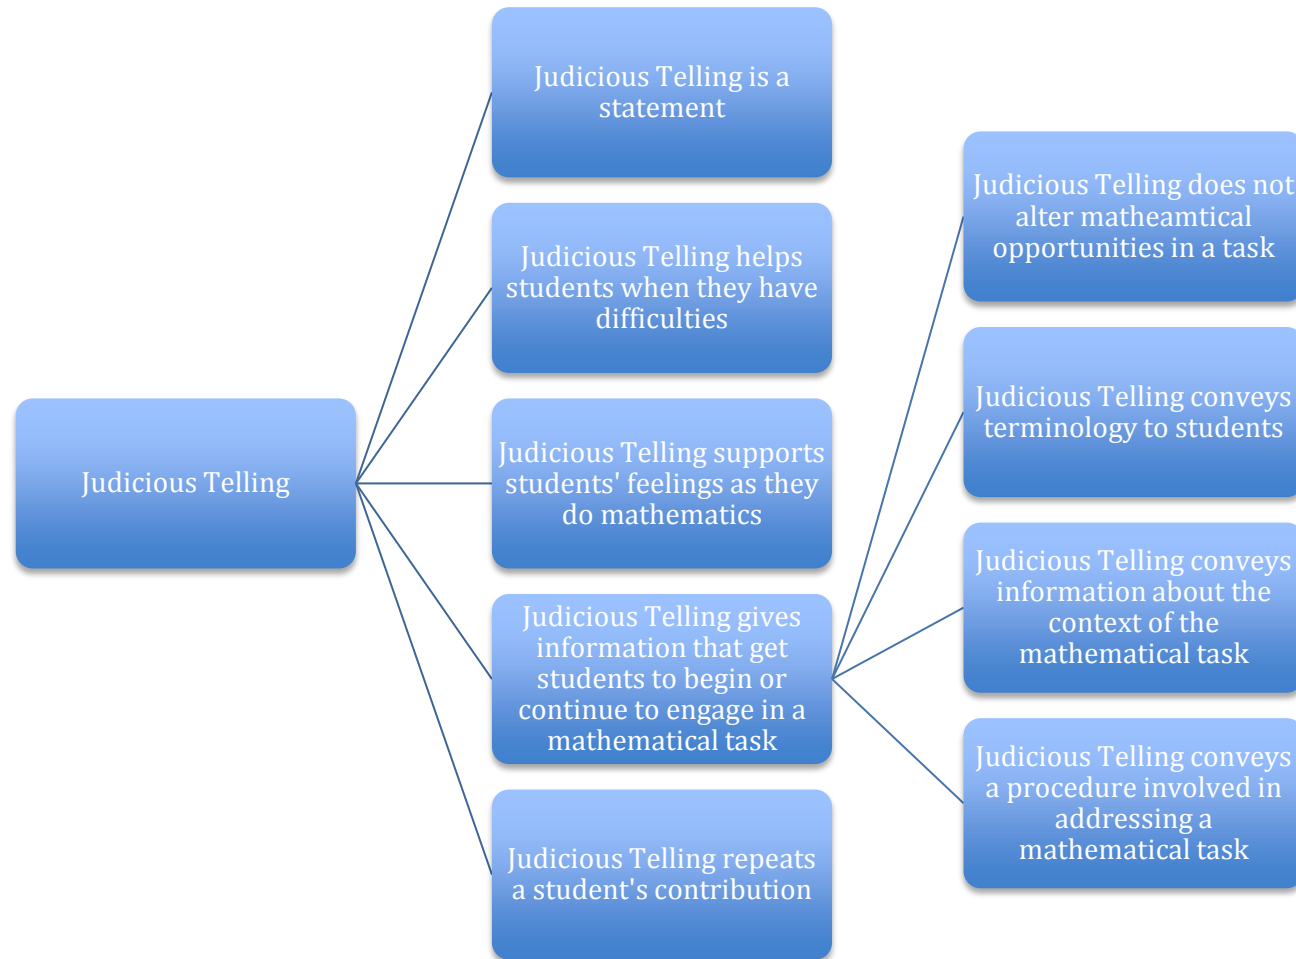 Judicious Telling
Judicious Telling is a
statement
Judicious Telling helps
students when they have
difficulties
Judicious Telling supports
students' feelings as they
do mathematics
Judicious Telling gives
information that get
students to begin or
continue to engage in a
mathematical task
Judicious Telling repeats
a student's contribution
Judicious Telling does not
alter matheamtical
opportunities in a task
Judicious Telling conveys
terminology to students
Judicious Telling conveys
information about the
context of the
mathematical task
Judicious Telling conveys
a procedure involved in
addressing a
mathematical task